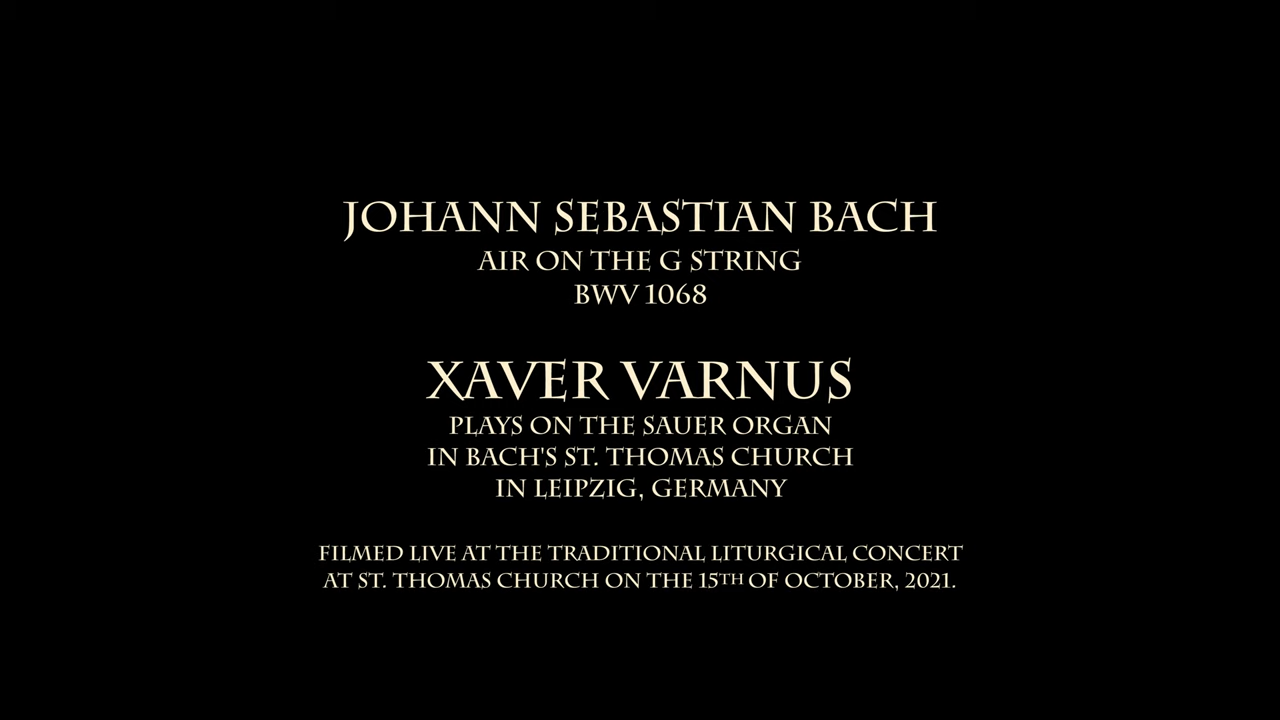 JOHANN SEBASTIAN BACH
AIR ON THE G STRING
BWV 1068
XAVER VARNUS
PLAYS ON THE SAUER ORGAN
IN BACH'S ST. THOMAS CHURCH
IN LEIPZIG, GERMANY
FILMED LIVE AT THE TRADITIONAL LITURGICAL CONCERT
AT ST. THOMAS CHURCH ON THE 15TH OF OCTOBER, 2021.